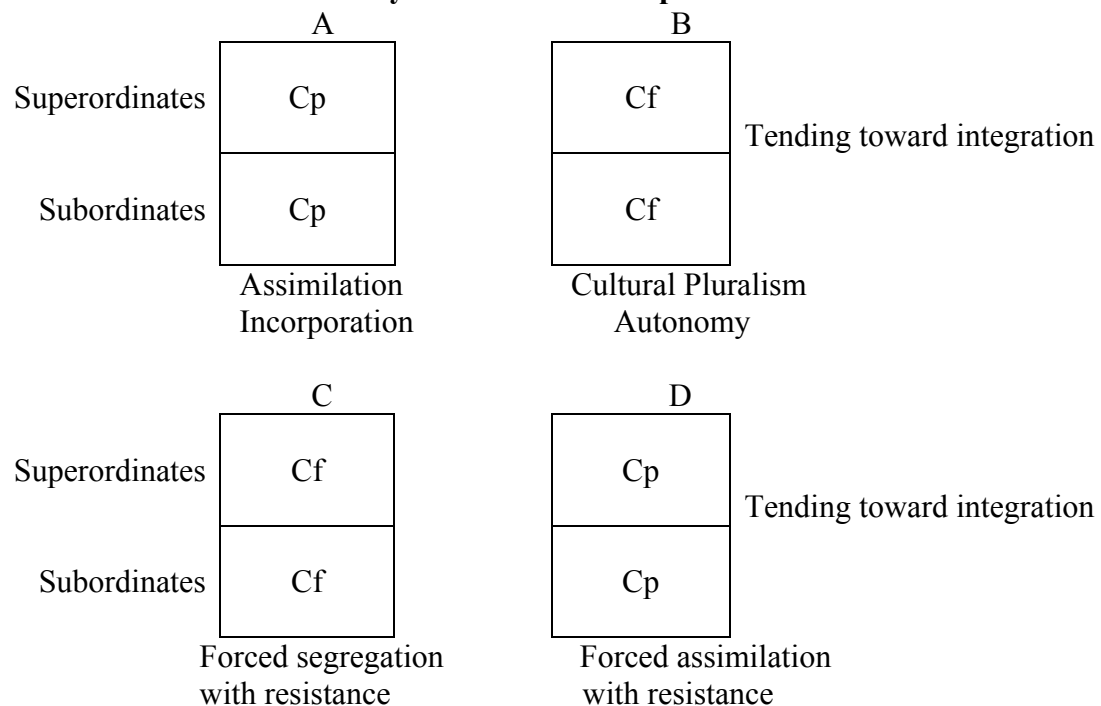 A B
Superordinates Cp Cf
Tending toward integration
Subordinates Cp Cf
Assimilation Cultural Pluralism
Incorporation Autonomy
C D
Superordinates Cf Cp
Tending toward integration
Subordinates Cf Cp
Forced segregation Forced assimilation
with resistance with resistance